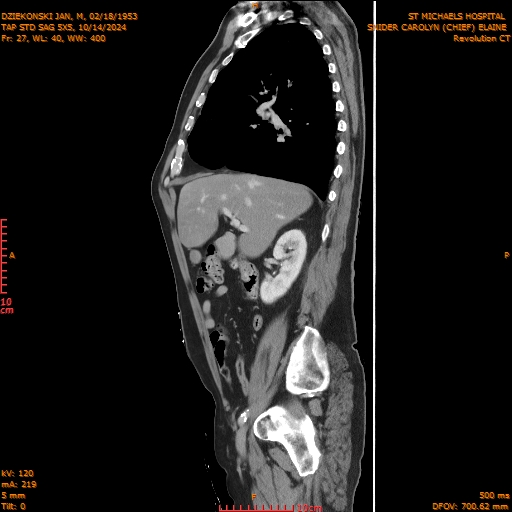 DZIEKONSKI JAN, M, 02/18/1953
TAP STD SAG 5X5, 10/14/2024
Fr: 27, WL: 40, WW: 400
ST MICHAELS HOSPITAL
SNIDER CAROLYN (CHIEF) ELAINE
Revolution CT
A
P
10
cm
kV: 120
mA: 219
5 mm
Tilt: 0
F
10cm
500 ms
DFOV: 700.62 mm